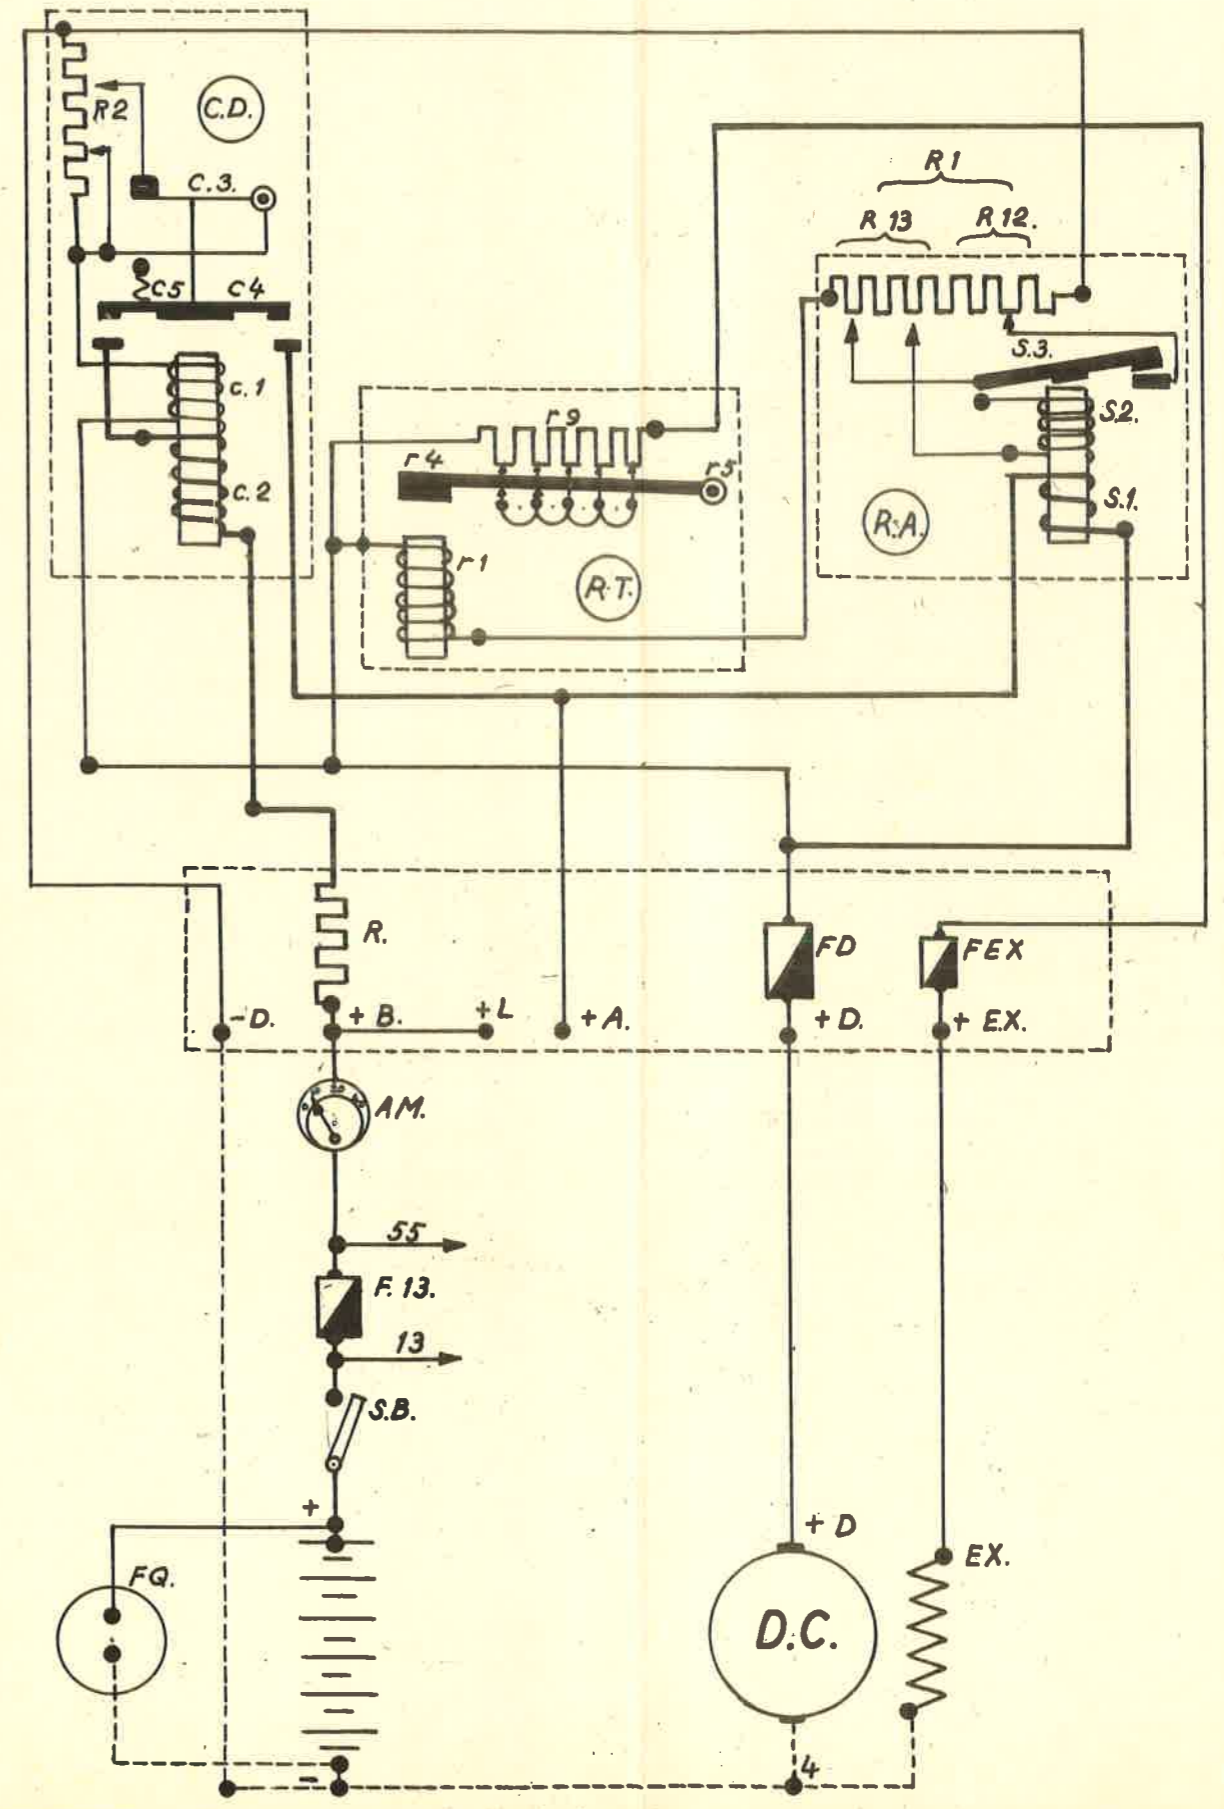 C.D.
R2
C.3.
C5
C4
C.1
C.2
R1
R 13
R 12.
S.3.
S2.
S.1.
R.A.
r9
r4
r5
r1
R.T.
R.
FD
FEX
-D.
+ B.
+L
+ A.
+ D.
+ E.X.
AM.
55
F. 13.
13
S.B.
+
+ D
EX.
FQ.
D.C.
4
-